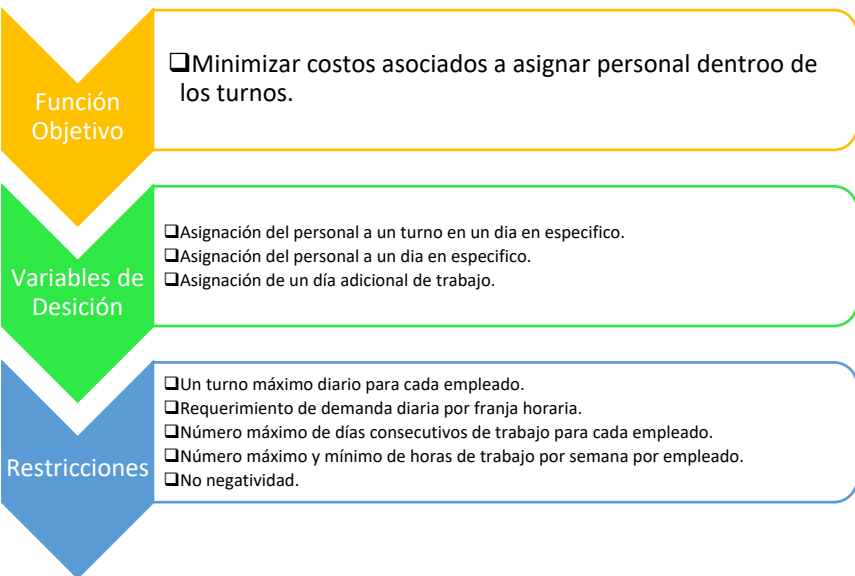 Función
Objetivo
❑Minimizar costos asociados a asignar personal dentroo de
los turnos.
Variables de
Desición
❑Asignación del personal a un turno en un dia en especifico.
❑Asignación del personal a un dia en especifico.
❑Asignación de un día adicional de trabajo.
Restricciones
❑Un turno máximo diario para cada empleado.
❑Requerimiento de demanda diaria por franja horaria.
❑Número máximo de días consecutivos de trabajo para cada empleado.
❑Número máximo y mínimo de horas de trabajo por semana por empleado.
❑No negatividad.